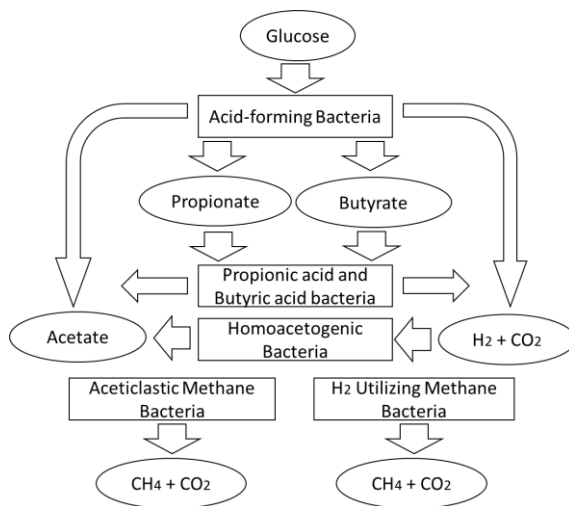 Glucose
Acid-forming Bacteria
Propionate
Butyrate
Propionic acid and
Butyric acid bacteria
Acetate
Homoacetogenic
Bacteria
H2 + CO2
Aceticlastic Methane
Bacteria
H2 Utilizing Methane
Bacteria
CH4 + CO2
CH4 + CO2